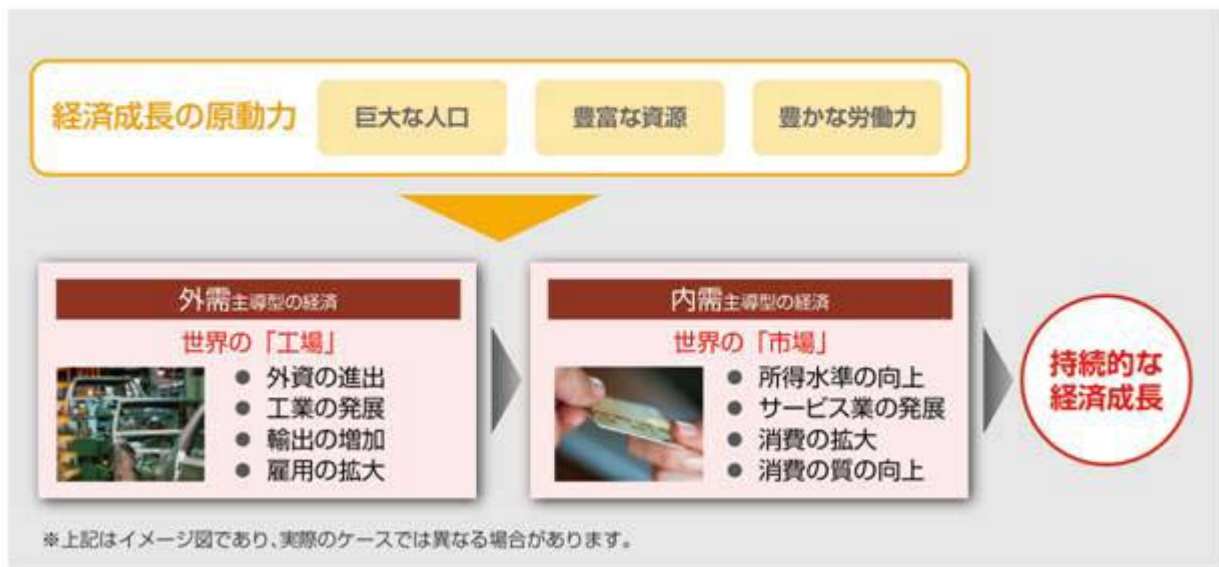 経済成長の原動力
巨大な人口
豊富な資源
豊かな労働力
外需主導型の経済
世界の「工場」
● 外資の進出
● 工業の発展
● 輸出の増加
● 雇用の拡大
内需主導型の経済
世界の「市場」
● 所得水準の向上
● サービス業の発展
● 消費の拡大
● 消費の質の向上
持続的な
経済成長
※上記はイメージ図であり、実際のケースでは異なる場合があります。